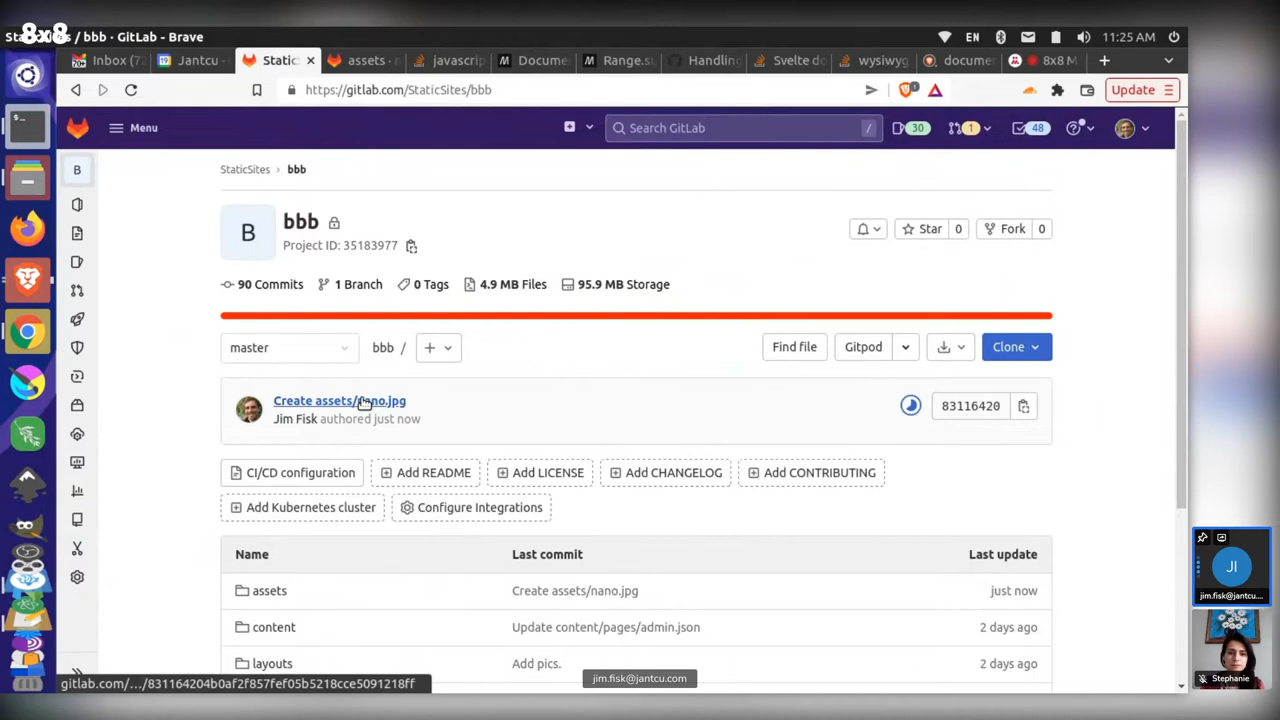 8x8
/ bbb · GitLab - Brave
EN
11:25 AM
Inbox (7
Jantcu -
Static
assets · n
javascrip
Docume
Range.su
Handling
Svelte do
wysiwyg
documen
8x8 M
https://gitlab.com/StaticSites/bbb
1
Update
Menu
Search GitLab
/
30
1
48
B
StaticSites › bbb
B
bbb
Project ID: 35183977
Star 0
Fork 0
90 Commits
1 Branch
0 Tags
4.9 MB Files
95.9 MB Storage
master
bbb /
Find file
Gitpod
Clone
Create assets/nano.jpg
Jim Fisk authored just now
83116420
CI/CD configuration
Add README
Add LICENSE
Add CHANGELOG
Add CONTRIBUTING
Add Kubernetes cluster
Configure Integrations
Name
Last commit
Last update
assets
Create assets/nano.jpg
just now
content
Update content/pages/admin.json
2 days ago
layouts
Add pics.
2 days ago
gitlab.com/.../831164204b0af2f857fef05b5218cce5091218ff
jim.fisk@jantcu.com
JI
jim.fisk@jantcu....
Stephanie